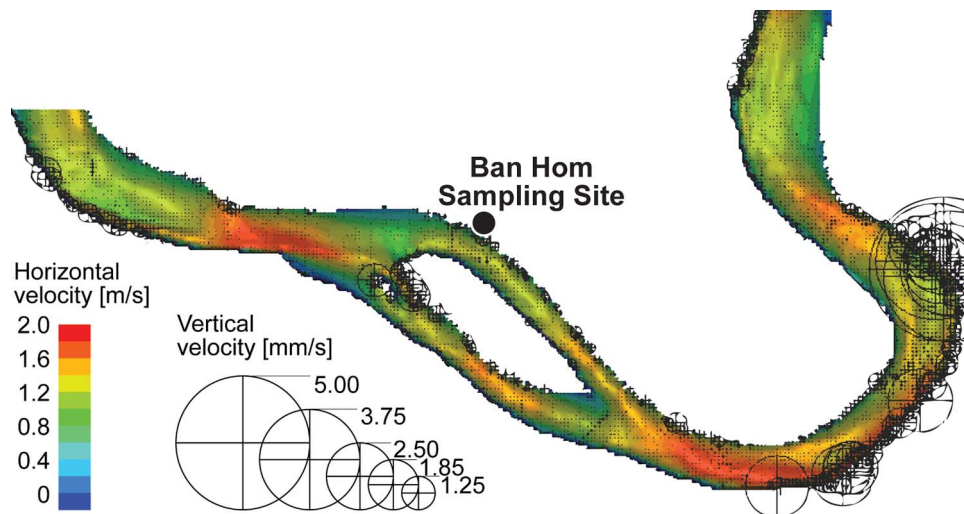 Ban Hom
Sampling Site
Horizontal
velocity [m/s]
2.0
1.6
1.2
0.8
0.4
0
Vertical
velocity [mm/s]
5.00
3.75
2.50
1.85
1.25